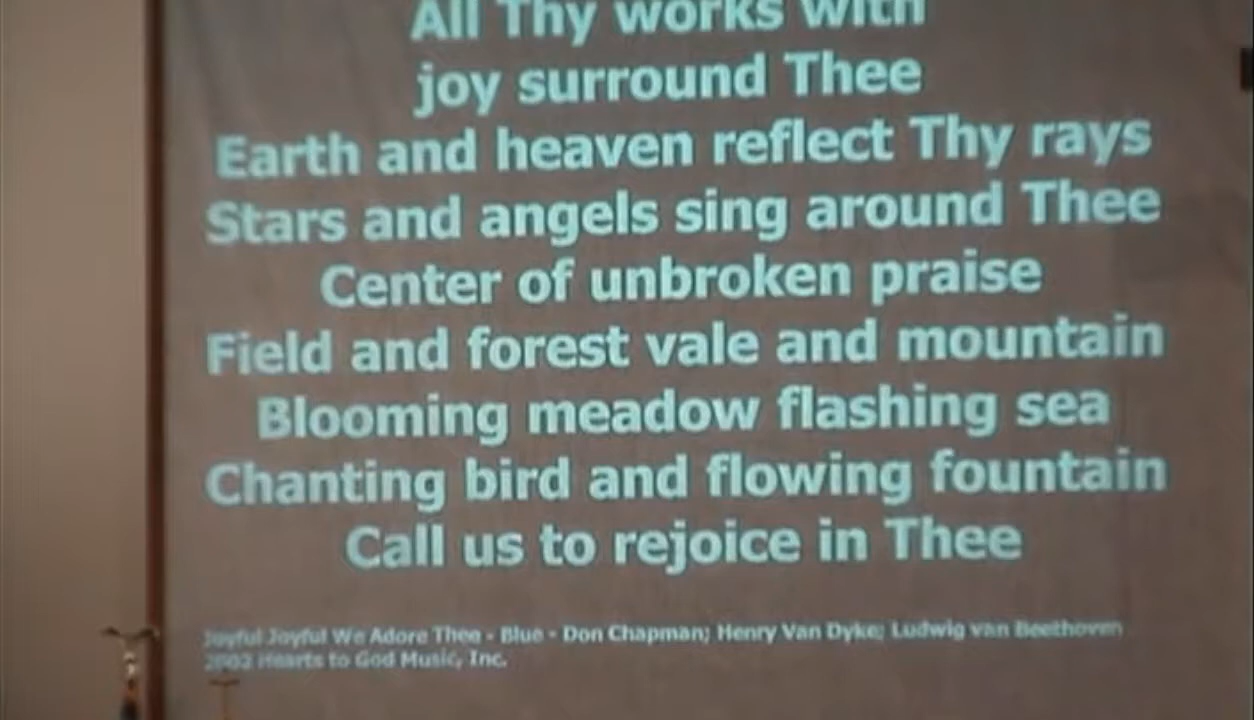 All Thy works with
joy surround Thee
Earth and heaven reflect Thy rays
Stars and angels sing around Thee
Center of unbroken praise
Field and forest vale and mountain
Blooming meadow flashing sea
Chanting bird and flowing fountain
Call us to rejoice in Thee
Joyful Joyful We Adore Thee - Blue - Don Chapman; Henry Van Dyke; Ludwig van Beethoven
2002 Hearts to God Music, Inc.